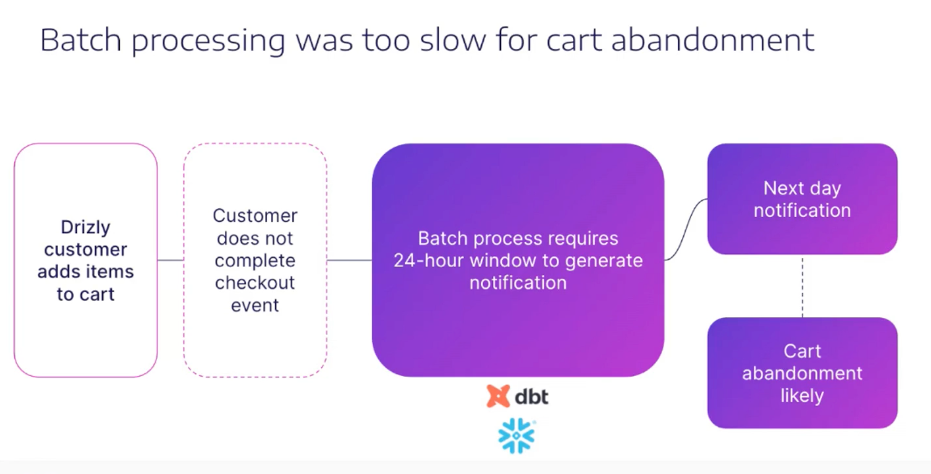 Batch processing was too slow for cart abandonment
Drizly
customer
adds items
to cart
Customer
does not
complete
checkout
event
Batch process requires
24-hour window to generate
notification
Next day
notification
Cart
abandonment
likely
dbt